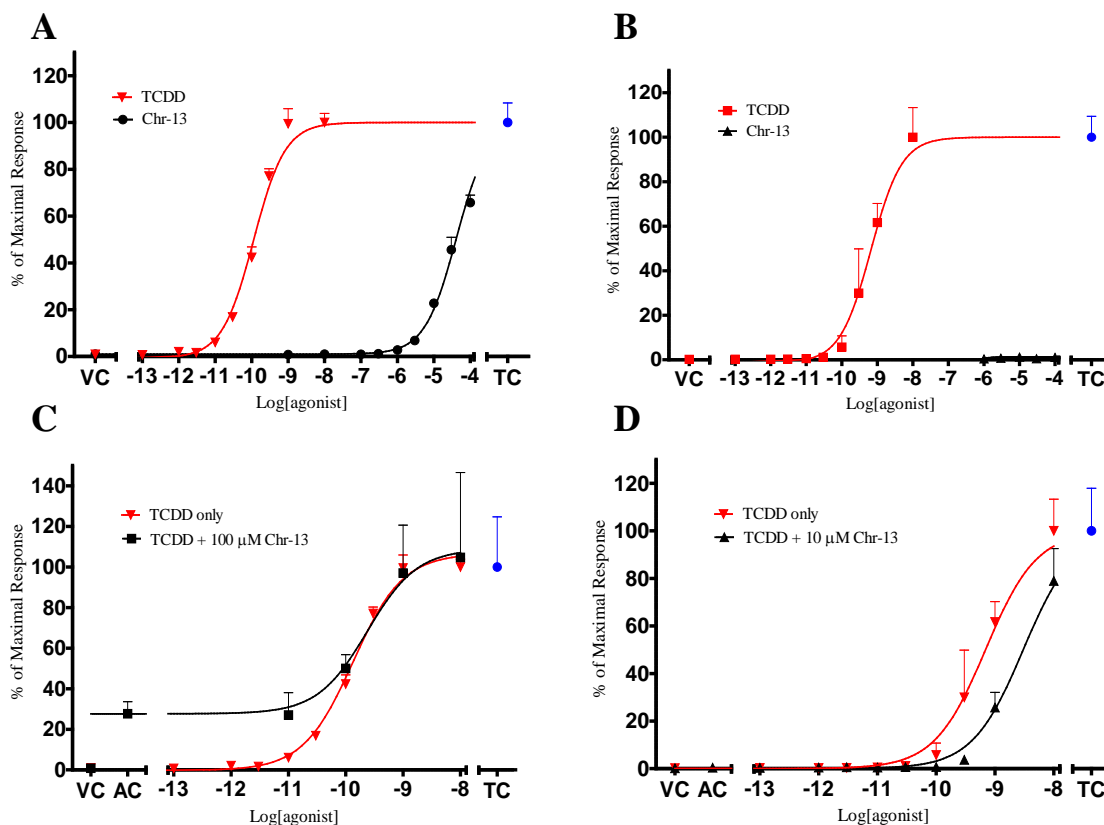 A
120
100
80
60
40
20
0
% of Maximal Response
TCDD
Chr-13
VC -13 -12 -11 -10 -9 -8 -7 -6 -5 -4 TC
Log[agonist]
B
120
100
80
60
40
20
0
% of Maximal Response
TCDD
Chr-13
VC -13 -12 -11 -10 -9 -8 -7 -6 -5 -4 TC
Log[agonist]
C
140
120
100
80
60
40
20
0
% of Maximal Response
TCDD only
TCDD + 100 μM Chr-13
VC AC -13 -12 -11 -10 -9 -8 TC
Log[agonist]
D
120
100
80
60
40
20
0
% of Maximal Response
TCDD only
TCDD + 10 μM Chr-13
VC AC -13 -12 -11 -10 -9 -8 TC
Log[agonist]